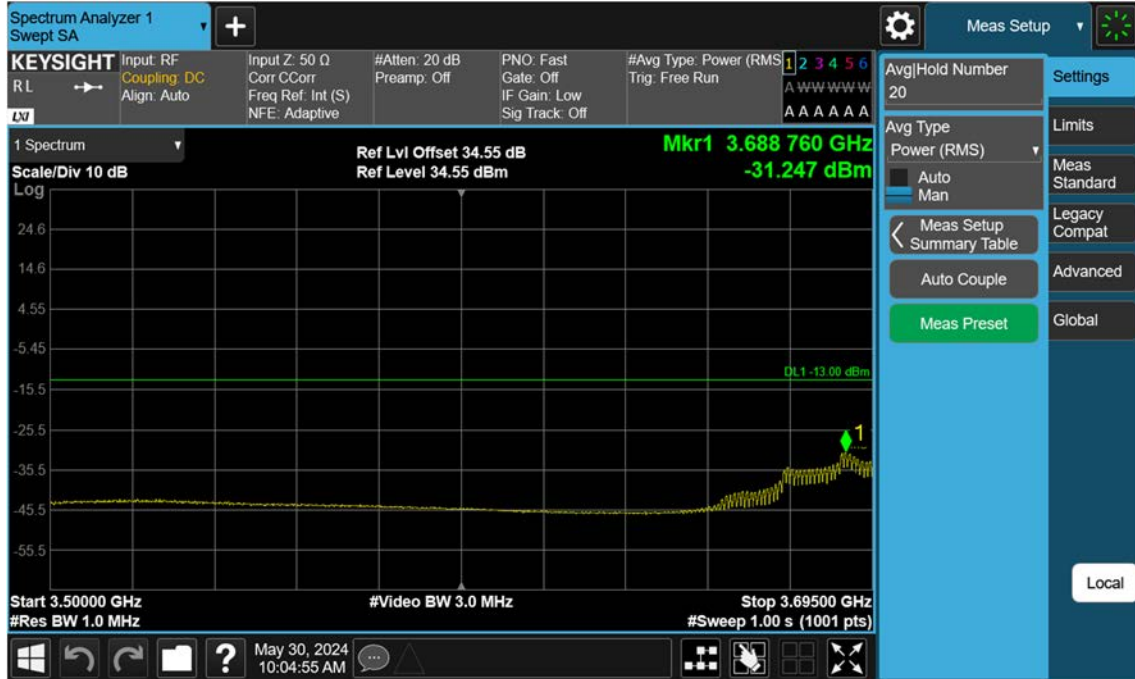 Spectrum Analyzer 1
Swept SA
+
Meas Setup
KEYSIGHT
R L
LXI
Input: RF
Coupling: DC
Align: Auto
Input Z: 50 Ω
Corr CCorr
Freq Ref: Int (S)
NFE: Adaptive
#Atten: 20 dB
Preamp: Off
PNO: Fast
Gate: Off
IF Gain: Low
Sig Track: Off
#Avg Type: Power (RMS
Trig: Free Run
1 2 3 4 5 6
A W W W W W
A A A A A A
1 Spectrum
Scale/Div 10 dB
Log
Ref Lvl Offset 34.55 dB
Ref Level 34.55 dBm
Mkr1 3.688 760 GHz
-31.247 dBm
24.6
14.6
4.55
-5.45
-15.5
-25.5
-35.5
-45.5
-55.5
DL1 -13.00 dBm
1
Start 3.50000 GHz
#Res BW 1.0 MHz
#Video BW 3.0 MHz
Stop 3.69500 GHz
#Sweep 1.00 s (1001 pts)
?
May 30, 2024
10:04:55 AM
Avg|Hold Number
20
Avg Type
Power (RMS)
Auto
Man
Meas Setup
Summary Table
Auto Couple
Meas Preset
Settings
Limits
Meas
Standard
Legacy
Compat
Advanced
Global
Local